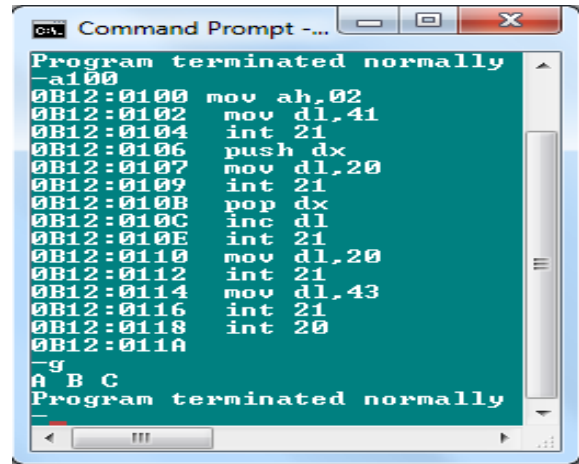 Command Prompt -...
Program terminated normally
-a100
0B12:0100 mov ah,02
0B12:0102 mov dl,41
0B12:0104 int 21
0B12:0106 push dx
0B12:0107 mov dl,20
0B12:0109 int 21
0B12:010B pop dx
0B12:010C inc dl
0B12:010E int 21
0B12:0110 mov dl,20
0B12:0112 int 21
0B12:0114 mov dl,43
0B12:0116 int 21
0B12:0118 int 20
0B12:011A
-g
A B C
Program terminated normally
-